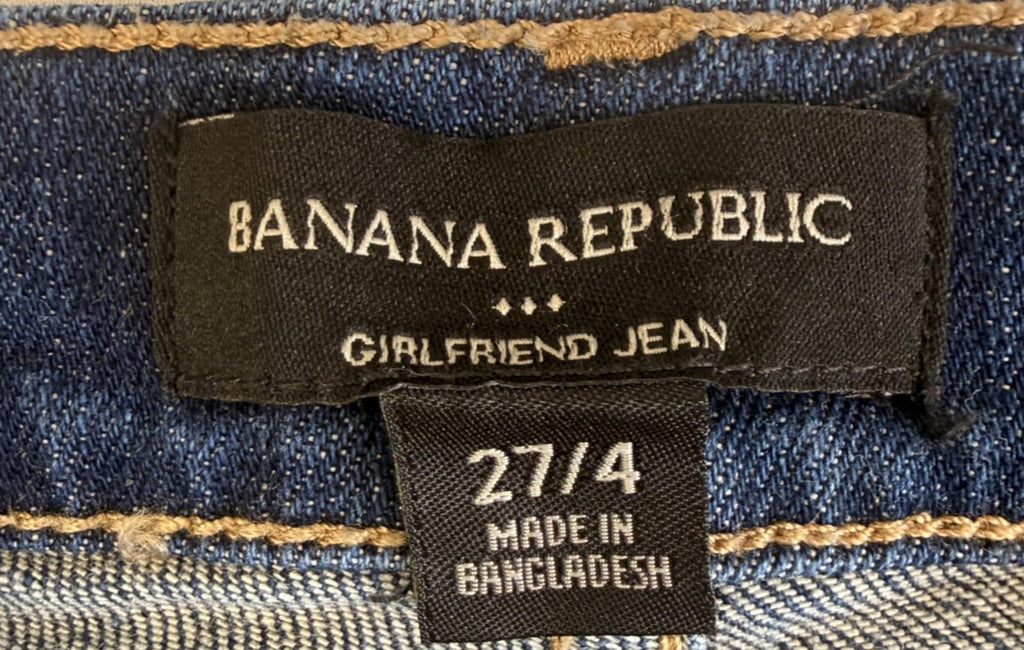 BANANA REPUBLIC
GIRLFRIEND JEAN
27/4
MADE IN
BANGLADESH